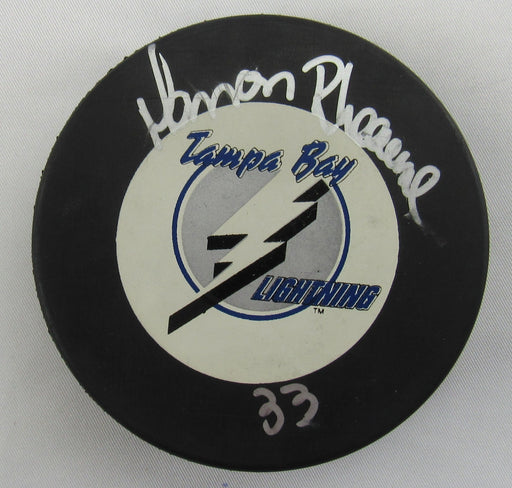 Manon Rheaume
Tampa Bay
LIGHTNING
TM
33